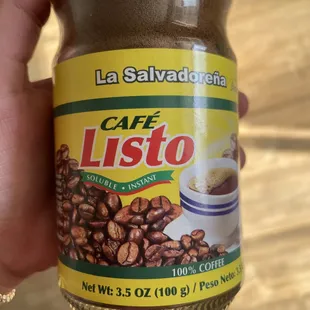 La Salvadoreña
CAFÉ
Listo
SOLUBLE • INSTANT
100% COFFEE
Net Wt: 3.5 OZ (100 g) / Peso Neto: